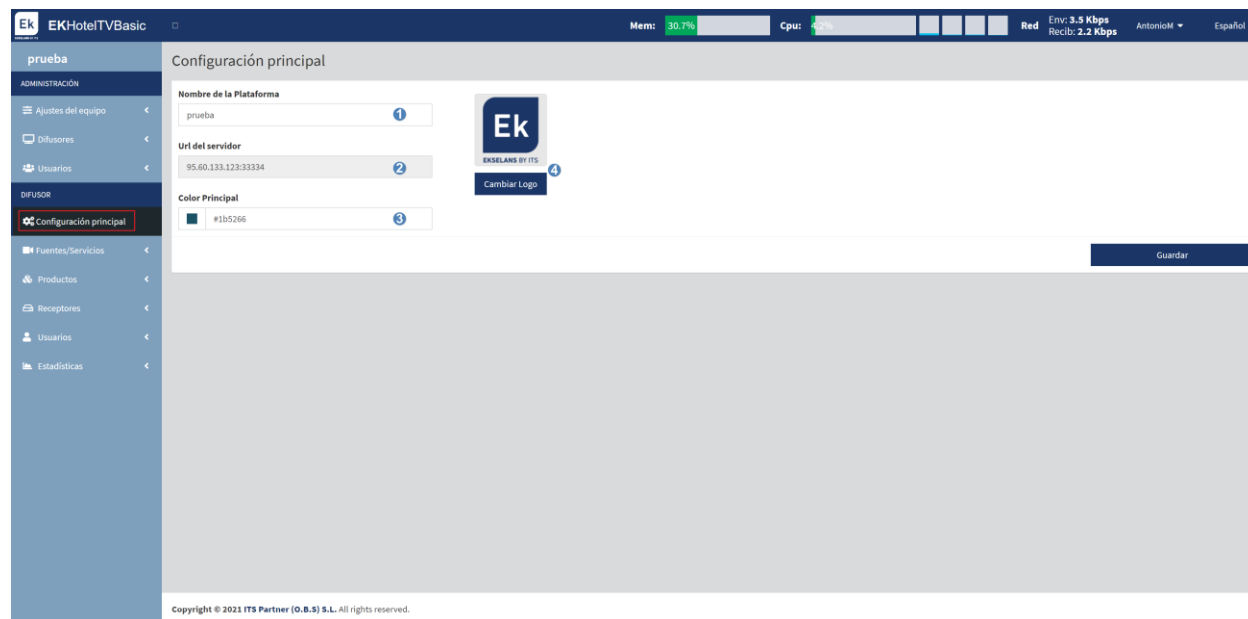 Ek EKHotelTVBasic Mem: 30.7% Cpu: 4.2% Red Env: 3.5 Kbps AntonioM Español
Recib: 2.2 Kbps
prueba
ADMINISTRACIÓN
Ajustes del equipo
Difusores
Usuarios
DIFUSOR
Configuración principal
Fuentes/Servicios
Productos
Receptores
Usuarios
Estadísticas
Configuración principal
Nombre de la Plataforma
prueba 1
Url del servidor
95.60.133.123:33334 2
Color Principal
#1b5266 3
Ek
EKSELANS BY ITS
4
Cambiar Logo
Guardar
Copyright © 2021 ITS Partner (O.B.S) S.L. All rights reserved.